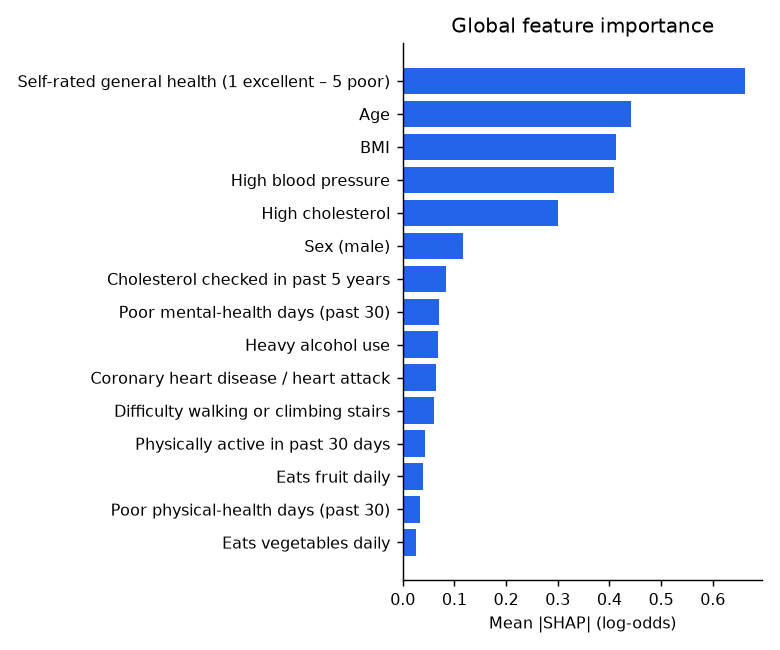 Global feature importance
Self-rated general health (1 excellent – 5 poor)
Age
BMI
High blood pressure
High cholesterol
Sex (male)
Cholesterol checked in past 5 years
Poor mental-health days (past 30)
Heavy alcohol use
Coronary heart disease / heart attack
Difficulty walking or climbing stairs
Physically active in past 30 days
Eats fruit daily
Poor physical-health days (past 30)
Eats vegetables daily
0.0 0.1 0.2 0.3 0.4 0.5 0.6
Mean |SHAP| (log-odds)